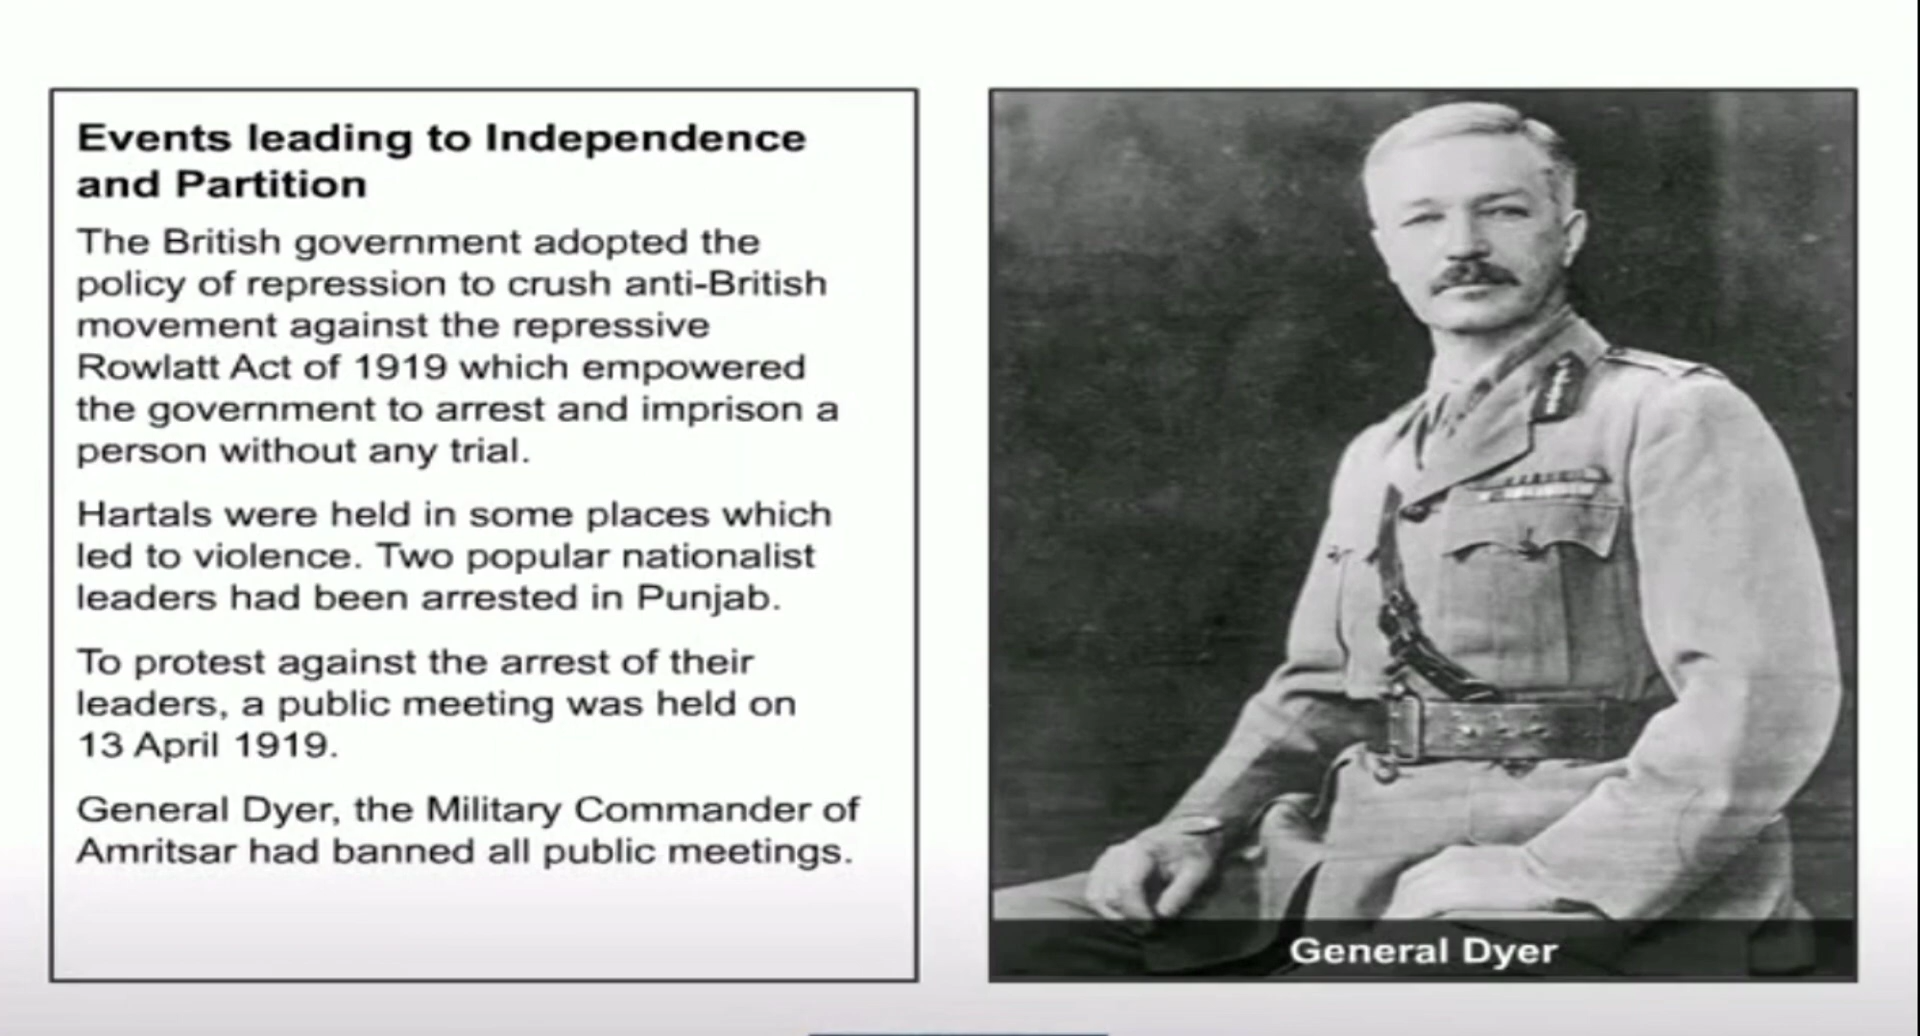 Events leading to Independence
and Partition
The British government adopted the
policy of repression to crush anti-British
movement against the repressive
Rowlatt Act of 1919 which empowered
the government to arrest and imprison a
person without any trial.
Hartals were held in some places which
led to violence. Two popular nationalist
leaders had been arrested in Punjab.
To protest against the arrest of their
leaders, a public meeting was held on
13 April 1919.
General Dyer, the Military Commander of
Amritsar had banned all public meetings.
General Dyer